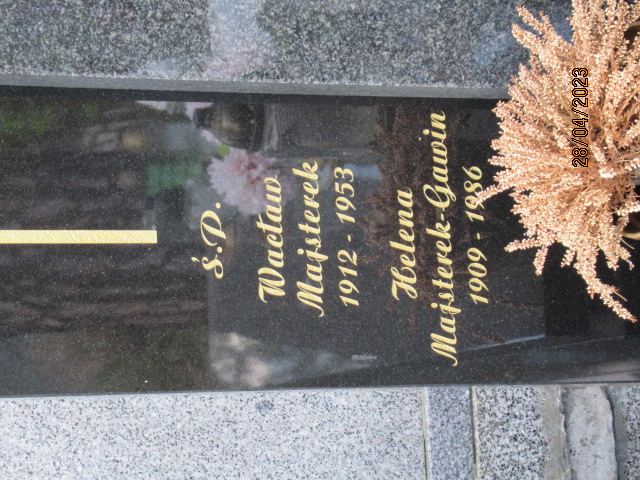 Ś.P.
Wacław
Majsterek
1912 - 1953
Helena
Majsterek-Gawin
1909 - 1986
28/04/2023